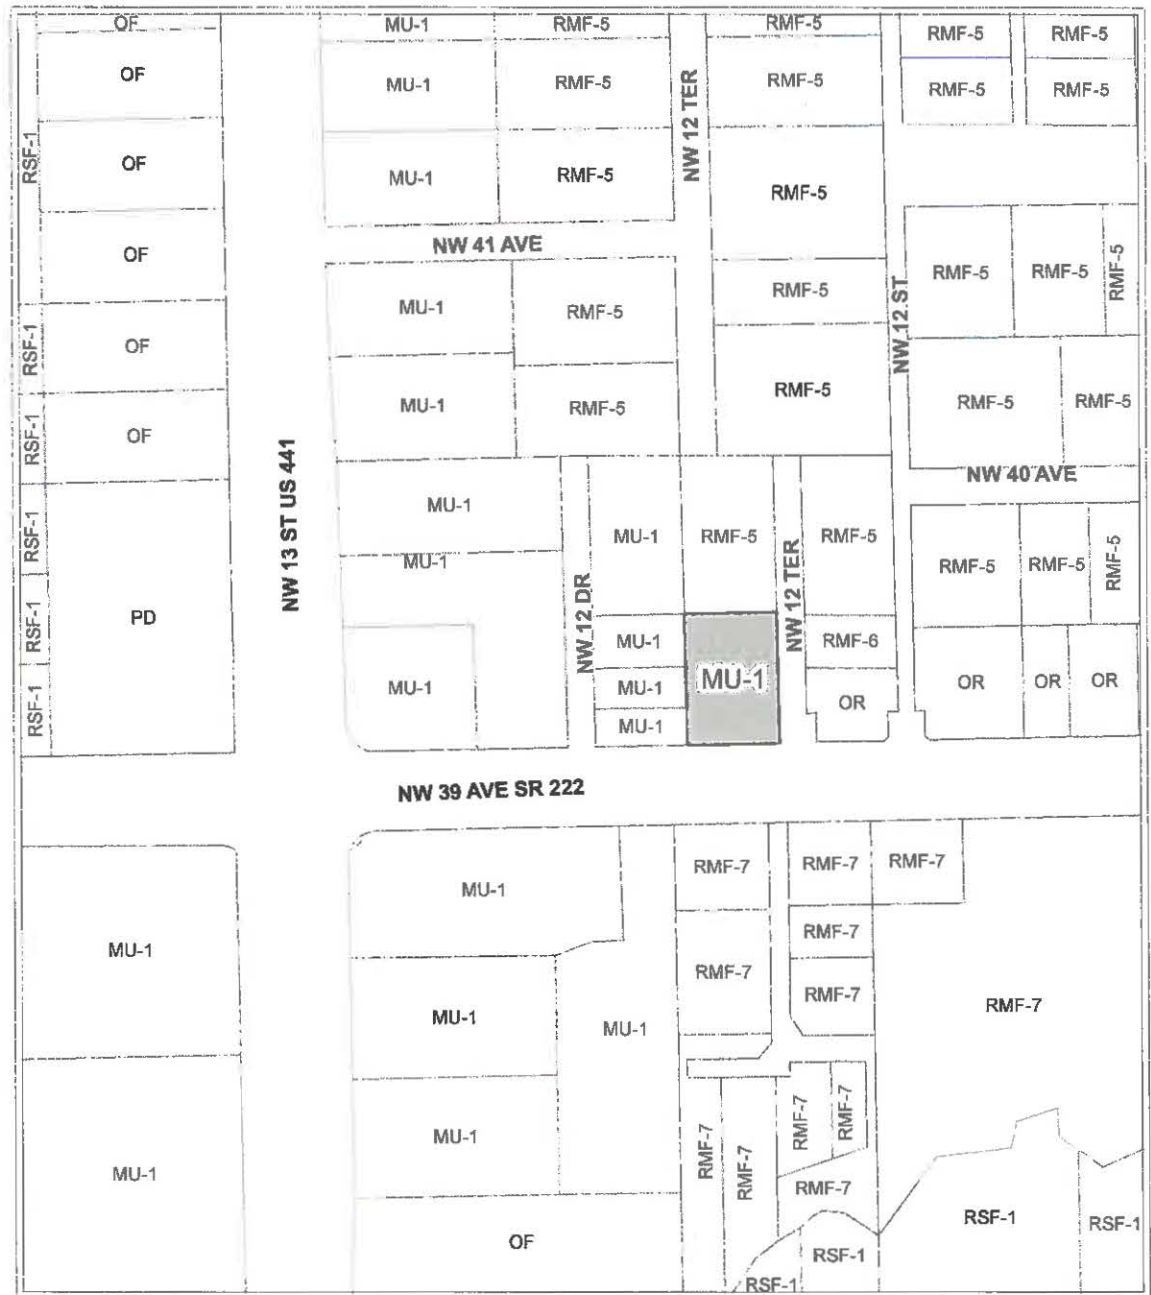 OF
MU-1
RMF-5
RMF-5
RMF-5
RMF-5
OF
MU-1
RMF-5
NW 12 TER
RMF-5
RMF-5
RMF-5
RSF-1
OF
MU-1
RMF-5
RMF-5
OF
NW 41 AVE
RMF-5
RMF-5
RMF-5
MU-1
RMF-5
RMF-5
NW 12 ST
RSF-1
OF
MU-1
RMF-5
RMF-5
RMF-5
RMF-5
RSF-1
OF
NW 13 ST US 441
NW 40 AVE
RSF-1
MU-1
MU-1
RMF-5
NW 12 TER
RMF-5
RMF-5
RMF-5
RMF-5
MU-1
NW 12 DR
RSF-1
PD
MU-1
RMF-6
RSF-1
MU-1
MU-1
MU-1
OR
OR
OR
OR
MU-1
NW 39 AVE SR 222
MU-1
RMF-7
RMF-7
RMF-7
MU-1
RMF-7
RMF-7
RMF-7
MU-1
MU-1
RMF-7
MU-1
MU-1
RMF-7
RMF-7
RMF-7
RMF-7
RMF-7
OF
RSF-1
RSF-1
RSF-1
RSF-1